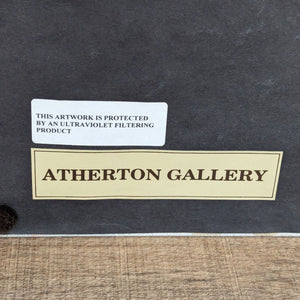 THIS ARTWORK IS PROTECTED
BY AN ULTRAVIOLET FILTERING
PRODUCT
ATHERTON GALLERY